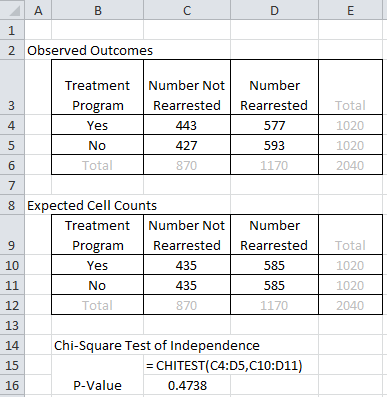 A B C D E
1
2 Observed Outcomes
Treatment Number Not Number
3 Program Rearrested Rearrested Total
4 Yes 443 577 1020
5 No 427 593 1020
6 Total 870 1170 2040
7
8 Expected Cell Counts
Treatment Number Not Number
9 Program Rearrested Rearrested Total
10 Yes 435 585 1020
11 No 435 585 1020
12 Total 870 1170 2040
13
14 Chi-Square Test of Independence
15 = CHITEST(C4:D5,C10:D11)
16 P-Value 0.4738